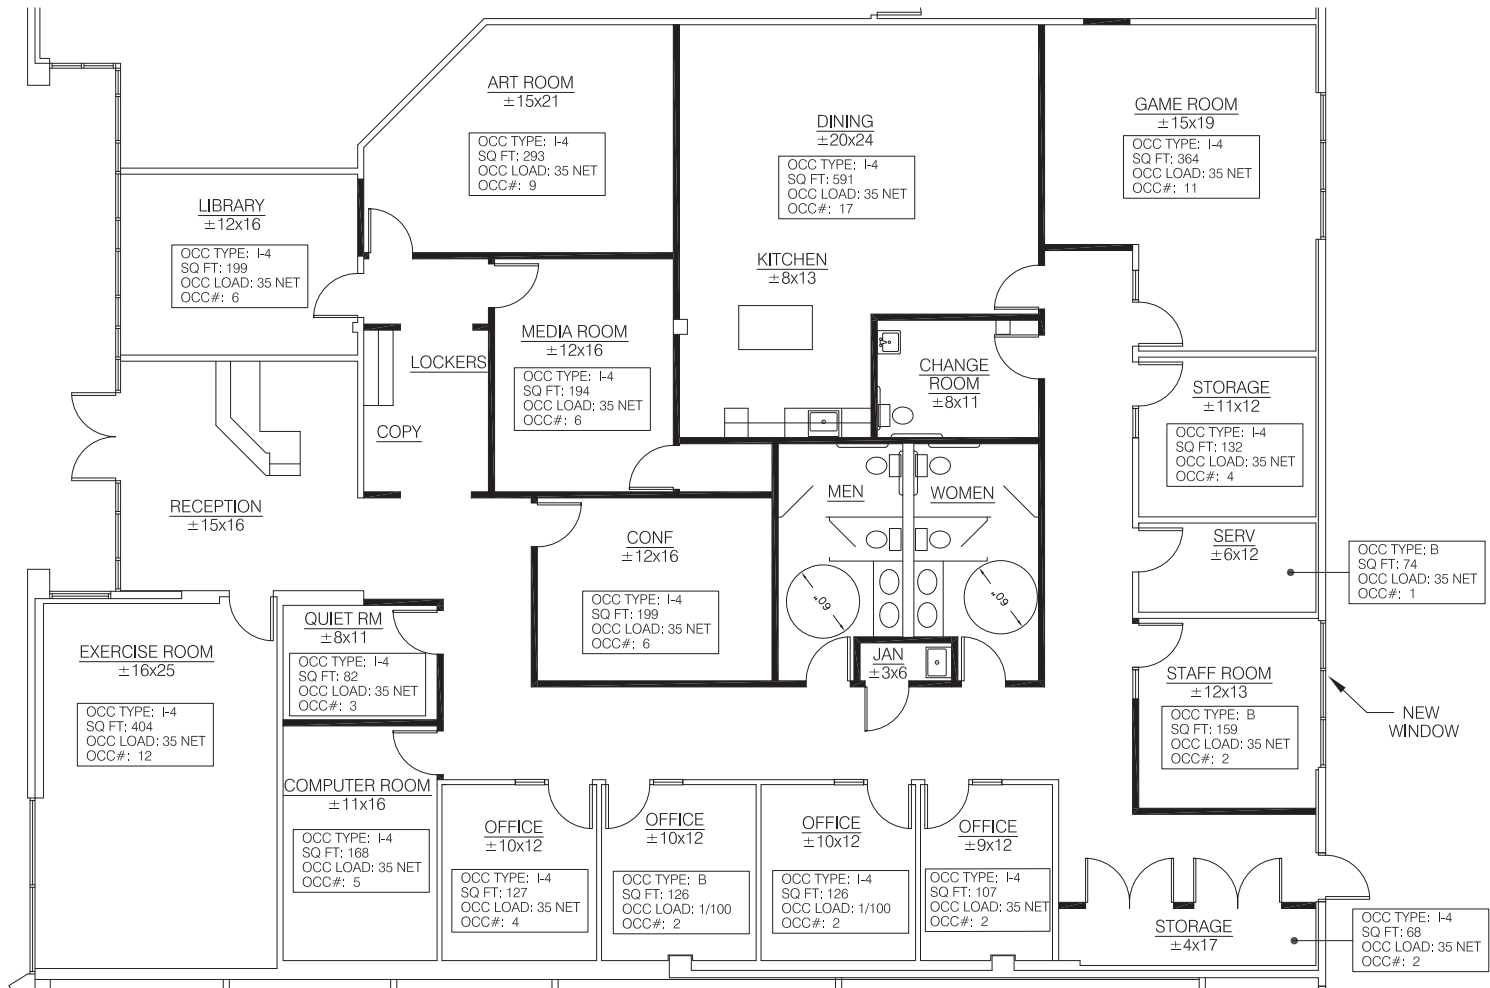 ART ROOM
±15x21
OCC TYPE: I-4
SQ FT: 293
OCC LOAD: 35 NET
OCC#: 9
DINING
±20x24
OCC TYPE: I-4
SQ FT: 591
OCC LOAD: 35 NET
OCC#: 17
GAME ROOM
±15x19
OCC TYPE: I-4
SQ FT: 364
OCC LOAD: 35 NET
OCC#: 11
LIBRARY
±12x16
OCC TYPE: I-4
SQ FT: 199
OCC LOAD: 35 NET
OCC#: 6
KITCHEN
±8x13
MEDIA ROOM
±12x16
OCC TYPE: I-4
SQ FT: 194
OCC LOAD: 35 NET
OCC#: 6
LOCKERS
COPY
CHANGE
ROOM
±8x11
STORAGE
±11x12
OCC TYPE: I-4
SQ FT: 132
OCC LOAD: 35 NET
OCC#: 4
RECEPTION
±15x16
MEN
WOMEN
60"
60"
CONF
±12x16
OCC TYPE: I-4
SQ FT: 199
OCC LOAD: 35 NET
OCC#: 6
SERV
±6x12
OCC TYPE: B
SQ FT: 74
OCC LOAD: 35 NET
OCC#: 1
EXERCISE ROOM
±16x25
OCC TYPE: I-4
SQ FT: 404
OCC LOAD: 35 NET
OCC#: 12
QUIET RM
±8x11
OCC TYPE: I-4
SQ FT: 82
OCC LOAD: 35 NET
OCC#: 3
JAN
±3x6
STAFF ROOM
±12x13
OCC TYPE: B
SQ FT: 159
OCC LOAD: 35 NET
OCC#: 2
NEW
WINDOW
COMPUTER ROOM
±11x16
OCC TYPE: I-4
SQ FT: 168
OCC LOAD: 35 NET
OCC#: 5
OFFICE
±10x12
OCC TYPE: I-4
SQ FT: 127
OCC LOAD: 35 NET
OCC#: 4
OFFICE
±10x12
OCC TYPE: B
SQ FT: 126
OCC LOAD: 1/100
OCC#: 2
OFFICE
±10x12
OCC TYPE: I-4
SQ FT: 126
OCC LOAD: 1/100
OCC#: 2
OFFICE
±9x12
OCC TYPE: I-4
SQ FT: 107
OCC LOAD: 35 NET
OCC#: 2
STORAGE
±4x17
OCC TYPE: I-4
SQ FT: 68
OCC LOAD: 35 NET
OCC#: 2